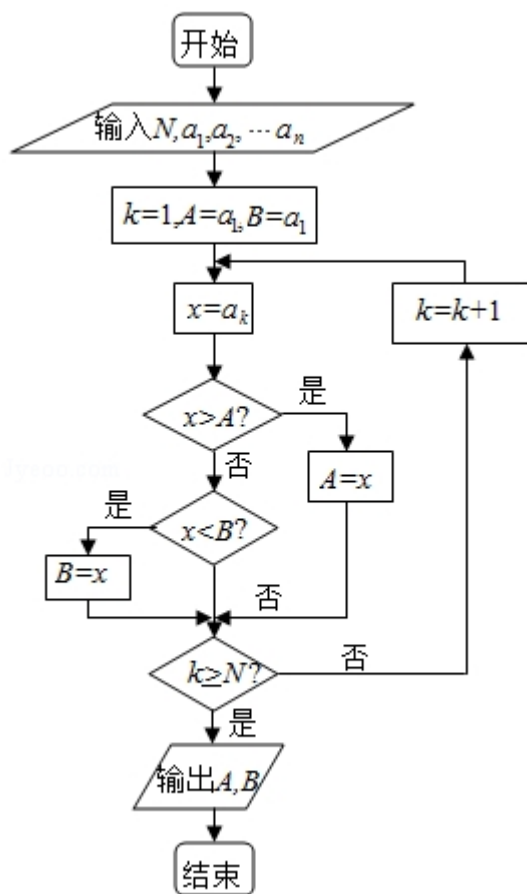 开始
输入N,a₁,a₂, ⋯aₙ
k=1,A=a₁,B=a₁
x=aₖ
k=k+1
x>A?
是
否
A=x
x<B?
是
B=x
否
k≥N?
否
是
输出A,B
结束